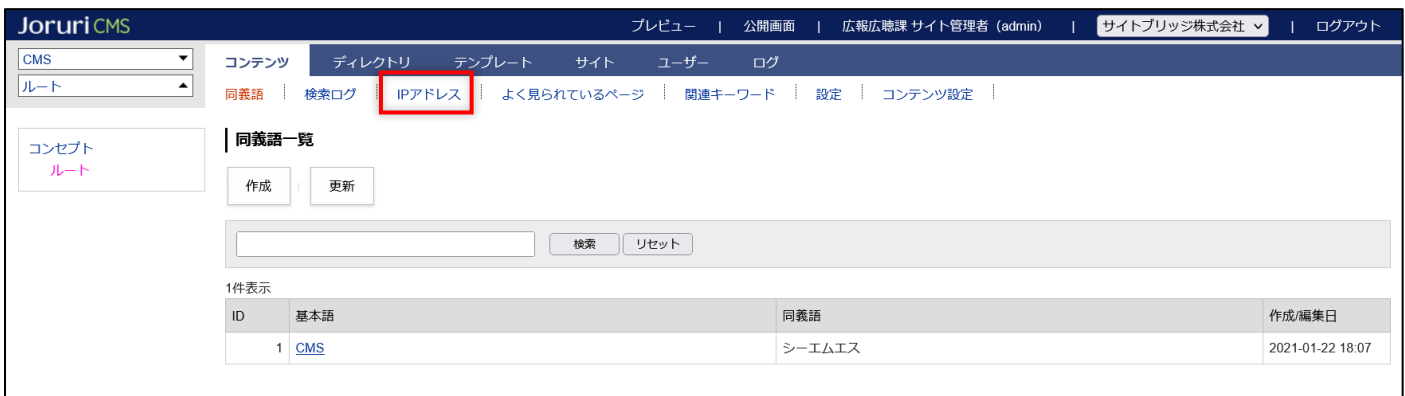 Joruri CMS プレビュー | 公開画面 | 広報広聴課 サイト管理者（admin） | サイトブリッジ株式会社 | ログアウト
CMS
ルート
コンテンツ ディレクトリ テンプレート サイト ユーザー ログ
同義語 検索ログ IPアドレス よく見られているページ 関連キーワード 設定 コンテンツ設定
コンセプト
ルート
同義語一覧
作成 更新
検索 リセット
1件表示
ID 基本語 同義語 作成/編集日
1 CMS シーエムエス 2021-01-22 18:07